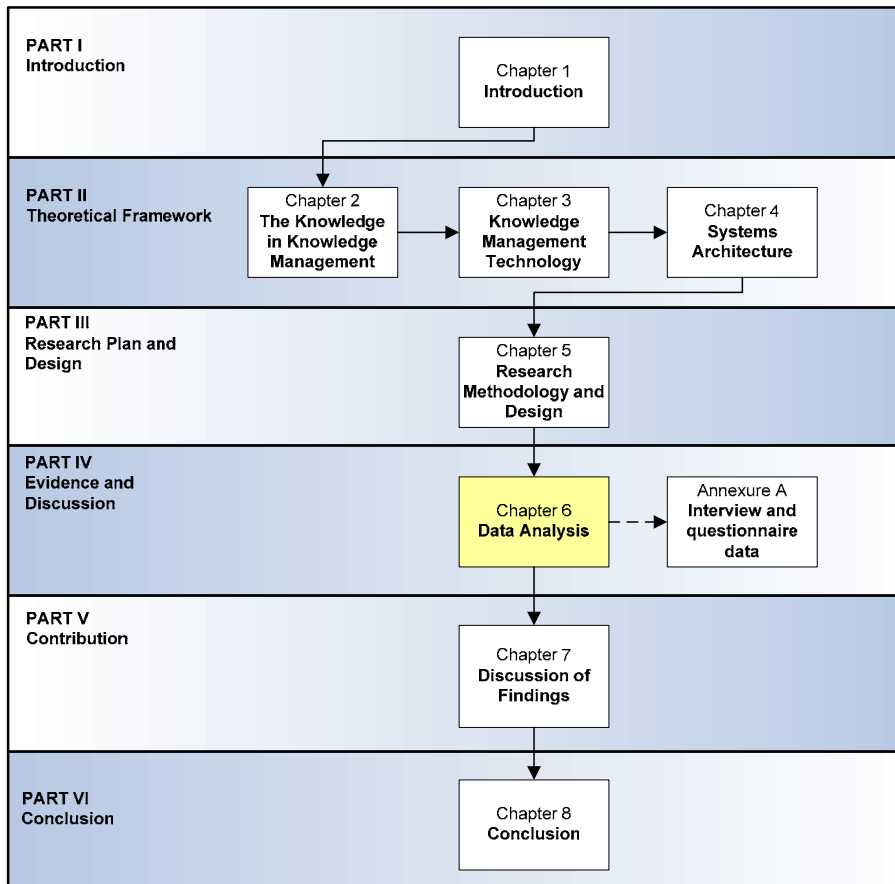 PART I
Introduction
Chapter 1
Introduction
PART II
Theoretical Framework
Chapter 2
The Knowledge
in Knowledge
Management
Chapter 3
Knowledge
Management
Technology
Chapter 4
Systems
Architecture
PART III
Research Plan and
Design
Chapter 5
Research
Methodology and
Design
PART IV
Evidence and
Discussion
Chapter 6
Data Analysis
Annexure A
Interview and
questionnaire
data
PART V
Contribution
Chapter 7
Discussion of
Findings
PART VI
Conclusion
Chapter 8
Conclusion